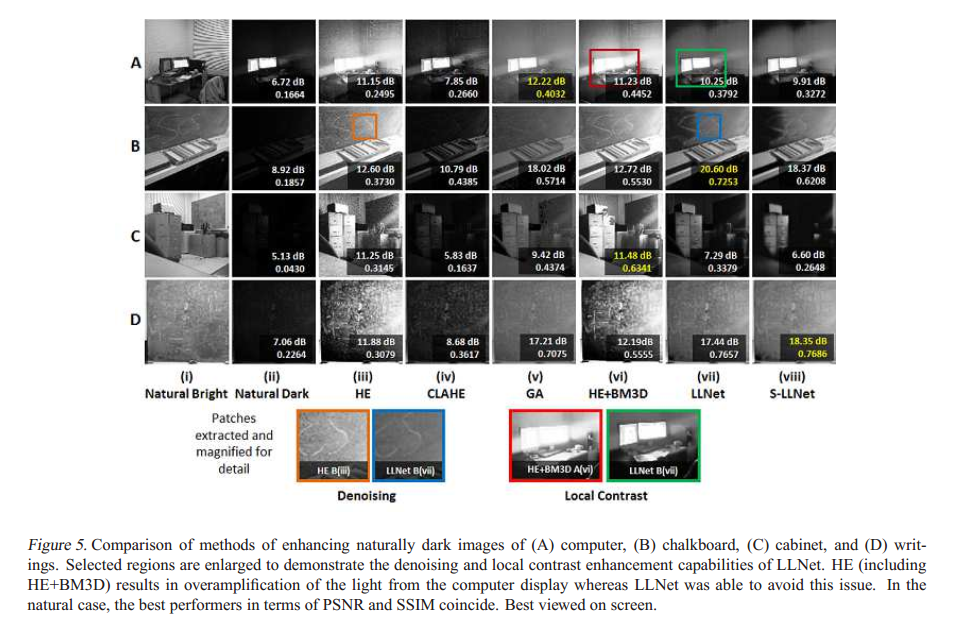 A
6.72 dB 11.15 dB 7.85 dB 12.22 dB 11.23 dB 10.25 dB 9.91 dB
0.1664 0.2495 0.2660 0.4032 0.4452 0.3792 0.3272
B
8.92 dB 12.60 dB 10.79 dB 18.02 dB 12.72 dB 20.60 dB 18.37 dB
0.1857 0.3730 0.4385 0.5714 0.5530 0.7253 0.6208
C
5.13 dB 11.25 dB 5.83 dB 9.42 dB 11.48 dB 7.29 dB 6.60 dB
0.0430 0.3145 0.1637 0.4374 0.6341 0.3379 0.2648
D
7.06 dB 11.88 dB 8.68 dB 17.21 dB 12.19dB 17.44 dB 18.35 dB
0.2264 0.3079 0.3617 0.7075 0.5555 0.7657 0.7686
(i) (ii) (iii) (iv) (v) (vi) (vii) (viii)
Natural Bright Natural Dark HE CLAHE GA HE+BM3D LLNet S-LLNet
Patches
extracted and
magnified for
detail
HE B(iii) LLNet B(vii) HE+BM3D A(vi) LLNet B(vii)
Denoising Local Contrast
Figure 5. Comparison of methods of enhancing naturally dark images of (A) computer, (B) chalkboard, (C) cabinet, and (D) writ-
ings. Selected regions are enlarged to demonstrate the denoising and local contrast enhancement capabilities of LLNet. HE (including
HE+BM3D) results in overamplification of the light from the computer display whereas LLNet was able to avoid this issue. In the
natural case, the best performers in terms of PSNR and SSIM coincide. Best viewed on screen.